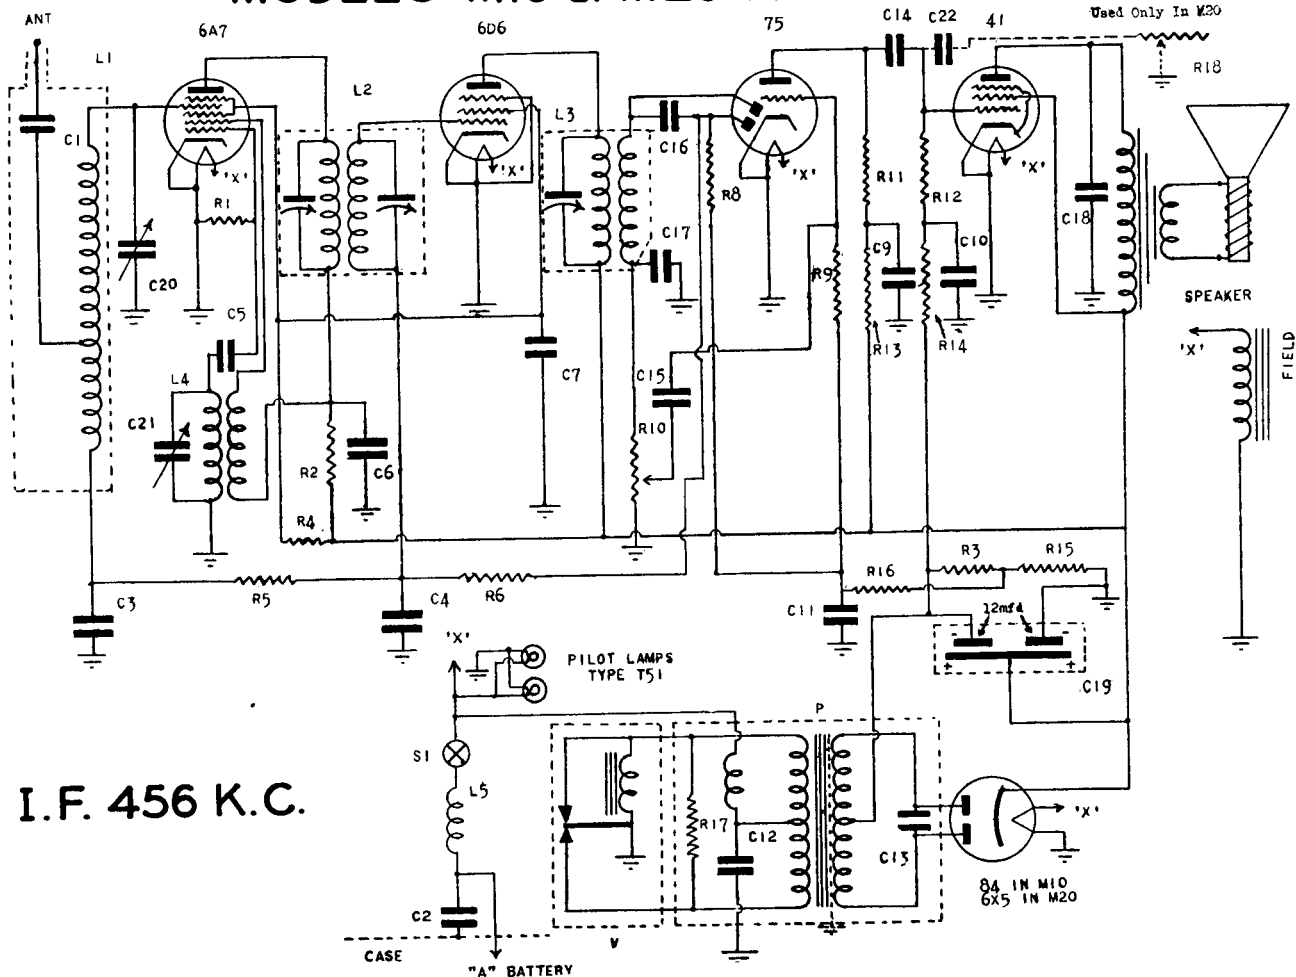 ANT
6A7
6D6
75
C14
C22
41
Used Only In M20
R18
L1
L2
L3
C1
'X'
R1
'X'
C16
R8
'X'
R11
R12
'X'
C18
C20
C5
C17
R9
C9
C10
SPEAKER
'X'
FIELD
L4
C7
C15
R13
R14
C21
R2
C6
R10
R4
R3
R15
C3
R5
C4
R6
R16
C11
12mfd
- -
+ +
C19
'X'
PILOT LAMPS
TYPE T51
P
S1
L5
R17
C12
C13
'X'
I.F. 456 K.C.
84 IN M10
6X5 IN M20
C2
V
CASE
"A" BATTERY